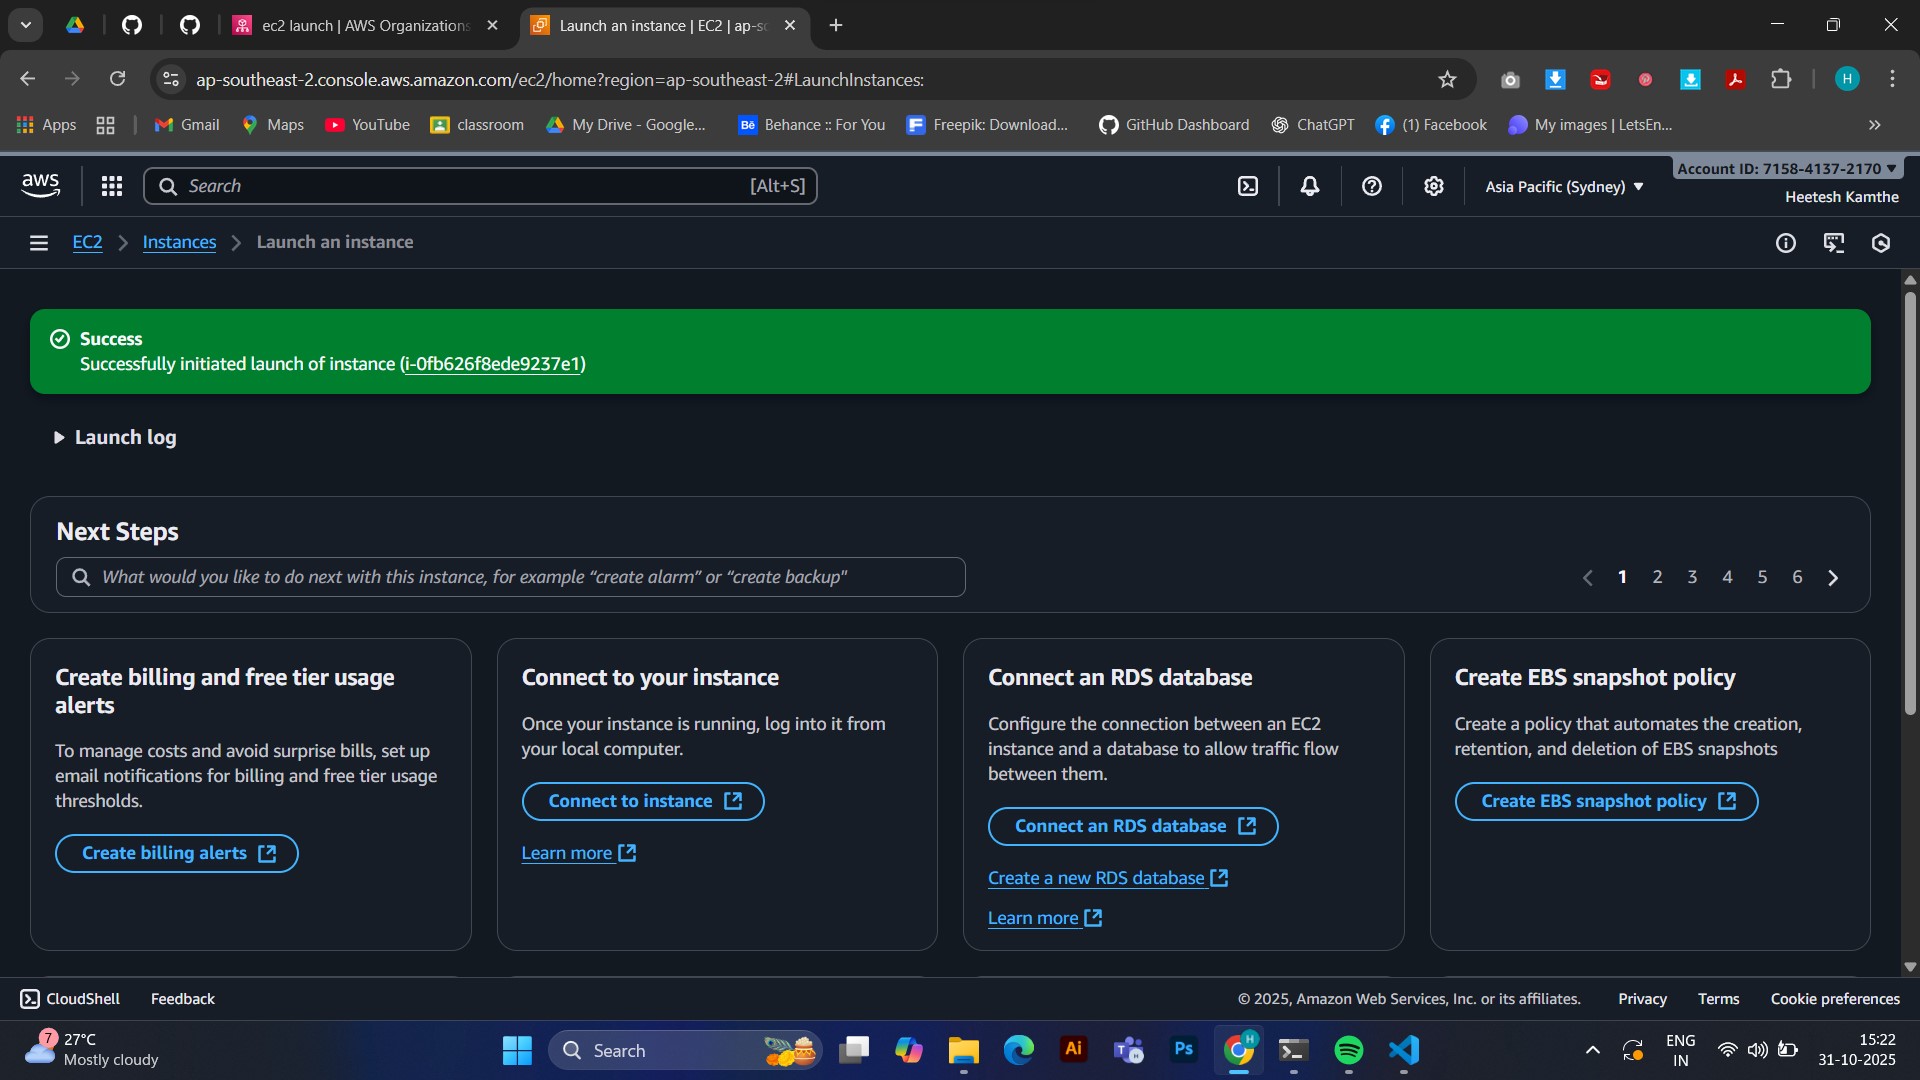 ec2 launch | AWS Organizations
Launch an instance | EC2 | ap-sc
ap-southeast-2.console.aws.amazon.com/ec2/home?region=ap-southeast-2#LaunchInstances:
H
Apps
Gmail
Maps
YouTube
classroom
My Drive - Google...
Bē
Behance :: For You
Freepik: Download...
GitHub Dashboard
ChatGPT
(1) Facebook
My images | LetsEn...
aws
Search
[Alt+S]
Asia Pacific (Sydney)
Account ID: 7158-4137-2170
Heetesh Kamthe
EC2
Instances
Launch an instance
Success
Successfully initiated launch of instance (i-0fb626f8ede9237e1)
Launch log
Next Steps
What would you like to do next with this instance, for example “create alarm” or “create backup"
1 2 3 4 5 6
Create billing and free tier usage
alerts
To manage costs and avoid surprise bills, set up
email notifications for billing and free tier usage
thresholds.
Create billing alerts
Connect to your instance
Once your instance is running, log into it from
your local computer.
Connect to instance
Learn more
Connect an RDS database
Configure the connection between an EC2
instance and a database to allow traffic flow
between them.
Connect an RDS database
Create a new RDS database
Learn more
Create EBS snapshot policy
Create a policy that automates the creation,
retention, and deletion of EBS snapshots
Create EBS snapshot policy
CloudShell
Feedback
© 2025, Amazon Web Services, Inc. or its affiliates.
Privacy
Terms
Cookie preferences
7
27°C
Mostly cloudy
Search
Ai
Ps
H
ENG
IN
15:22
31-10-2025